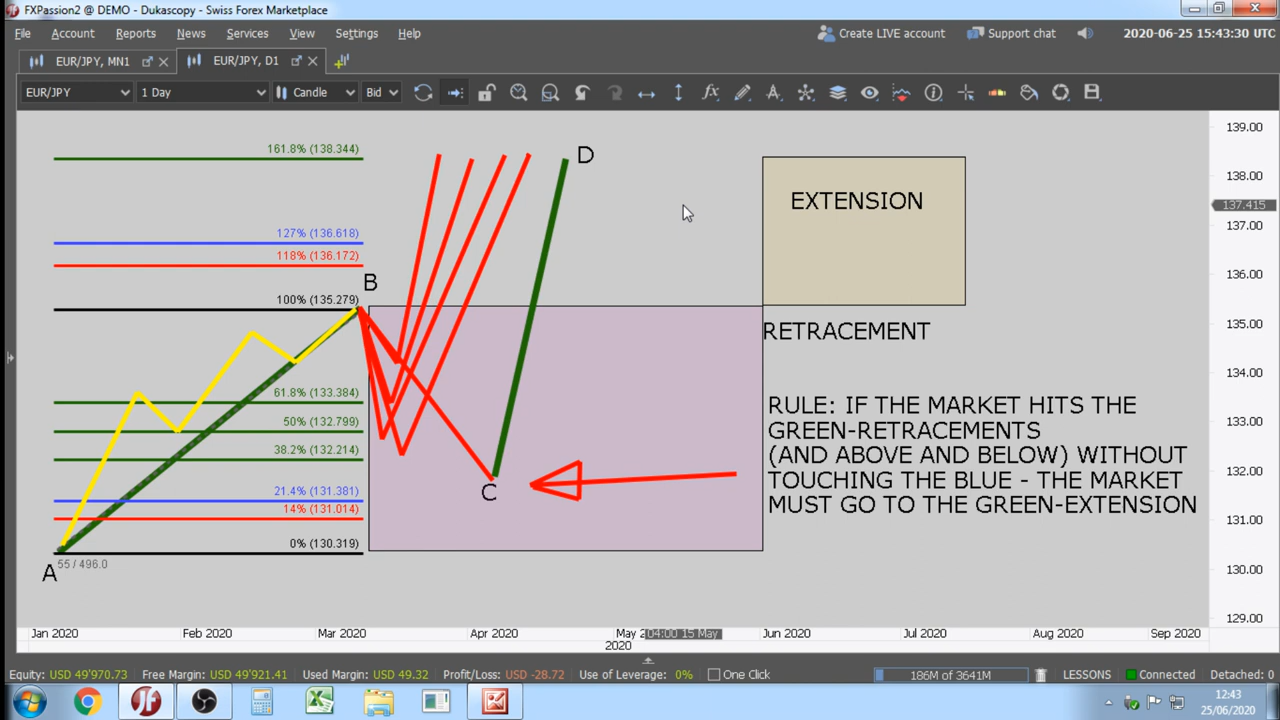 FXPassion2 @ DEMO - Dukascopy - Swiss Forex Marketplace
File Account Reports News Services View Settings Help
Create LIVE account Support chat 2020-06-25 15:43:30 UTC
EUR/JPY, MN1 EUR/JPY, D1
EUR/JPY 1 Day Candle Bid
139.00
161.8% (138.344)
D
138.00
EXTENSION
137.415
137.00
127% (136.618)
118% (136.172)
136.00
B
100% (135.279)
135.00
RETRACEMENT
134.00
61.8% (133.384)
RULE: IF THE MARKET HITS THE
GREEN-RETRACEMENTS
(AND ABOVE AND BELOW) WITHOUT
TOUCHING THE BLUE - THE MARKET
MUST GO TO THE GREEN-EXTENSION
50% (132.799)
133.00
38.2% (132.214)
132.00
C
21.4% (131.381)
14% (131.014)
131.00
0% (130.319)
A
55 / 496.0
130.00
129.00
Jan 2020 Feb 2020 Mar 2020 Apr 2020 May 2 04:00 15 May Jun 2020 Jul 2020 Aug 2020 Sep 2020
2020
Equity: USD 49'970.73 Free Margin: USD 49'921.41 Used Margin: USD 49.32 Profit/Loss: USD -28.72 Use of Leverage: 0% One Click 186M of 3641M LESSONS Connected Detached: 0
12:43
25/06/2020